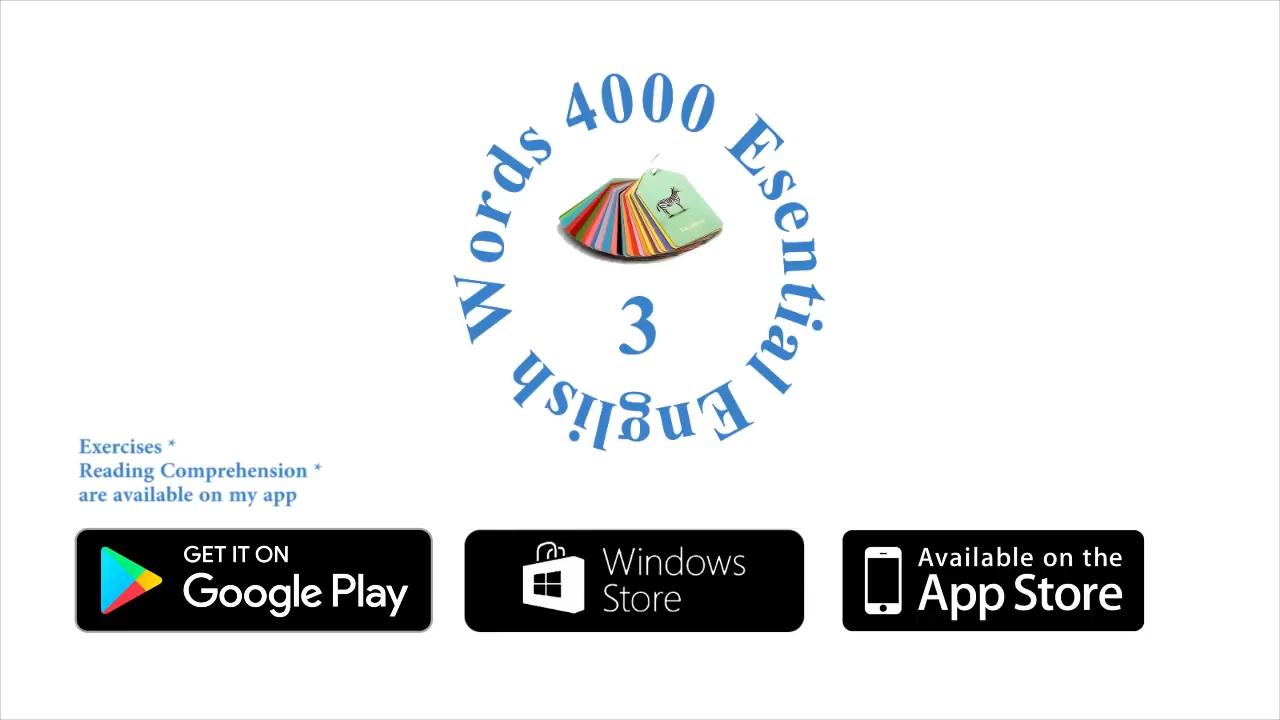 4000 Esential English Words
3
Exercises *
Reading Comprehension *
are available on my app
GET IT ON
Google Play
Windows
Store
Available on the
App Store